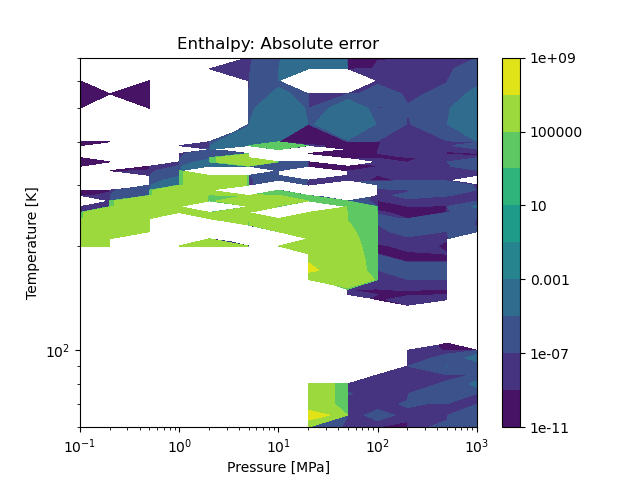 Enthalpy: Absolute error
Temperature [K]
10²
10⁻¹
10⁰
10¹
10²
10³
Pressure [MPa]
1e+09
100000
10
0.001
1e-07
1e-11